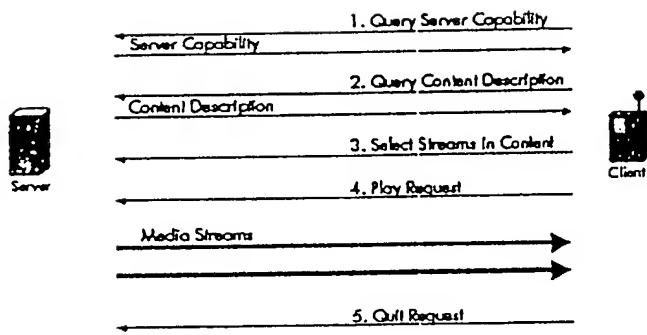 1. Query Server Capability
Server Capability
2. Query Content Description
Content Description
3. Select Streams in Content
Server
Client
4. Play Request
Media Streams
5. Quit Request